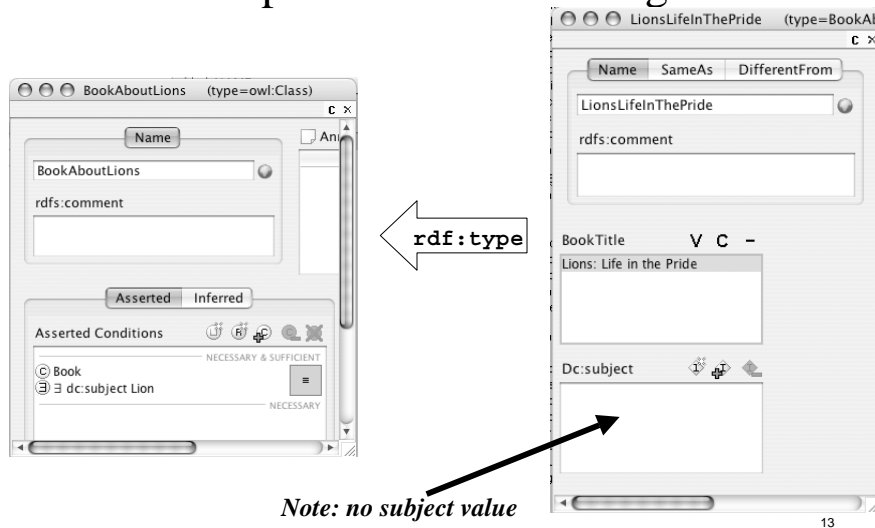 LionsLifeInThePride (type=BookAb
C ×
Name SameAs DifferentFrom
LionsLifeInThePride
rdfs:comment
BookTitle V C –
Lions: Life in the Pride
Dc:subject
BookAboutLions (type=owl:Class)
C ×
Name
BookAboutLions
rdfs:comment
Asserted Inferred
Asserted Conditions
NECESSARY & SUFFICIENT
Book
∃ dc:subject Lion
≡
NECESSARY
rdf:type
Note: no subject value
13